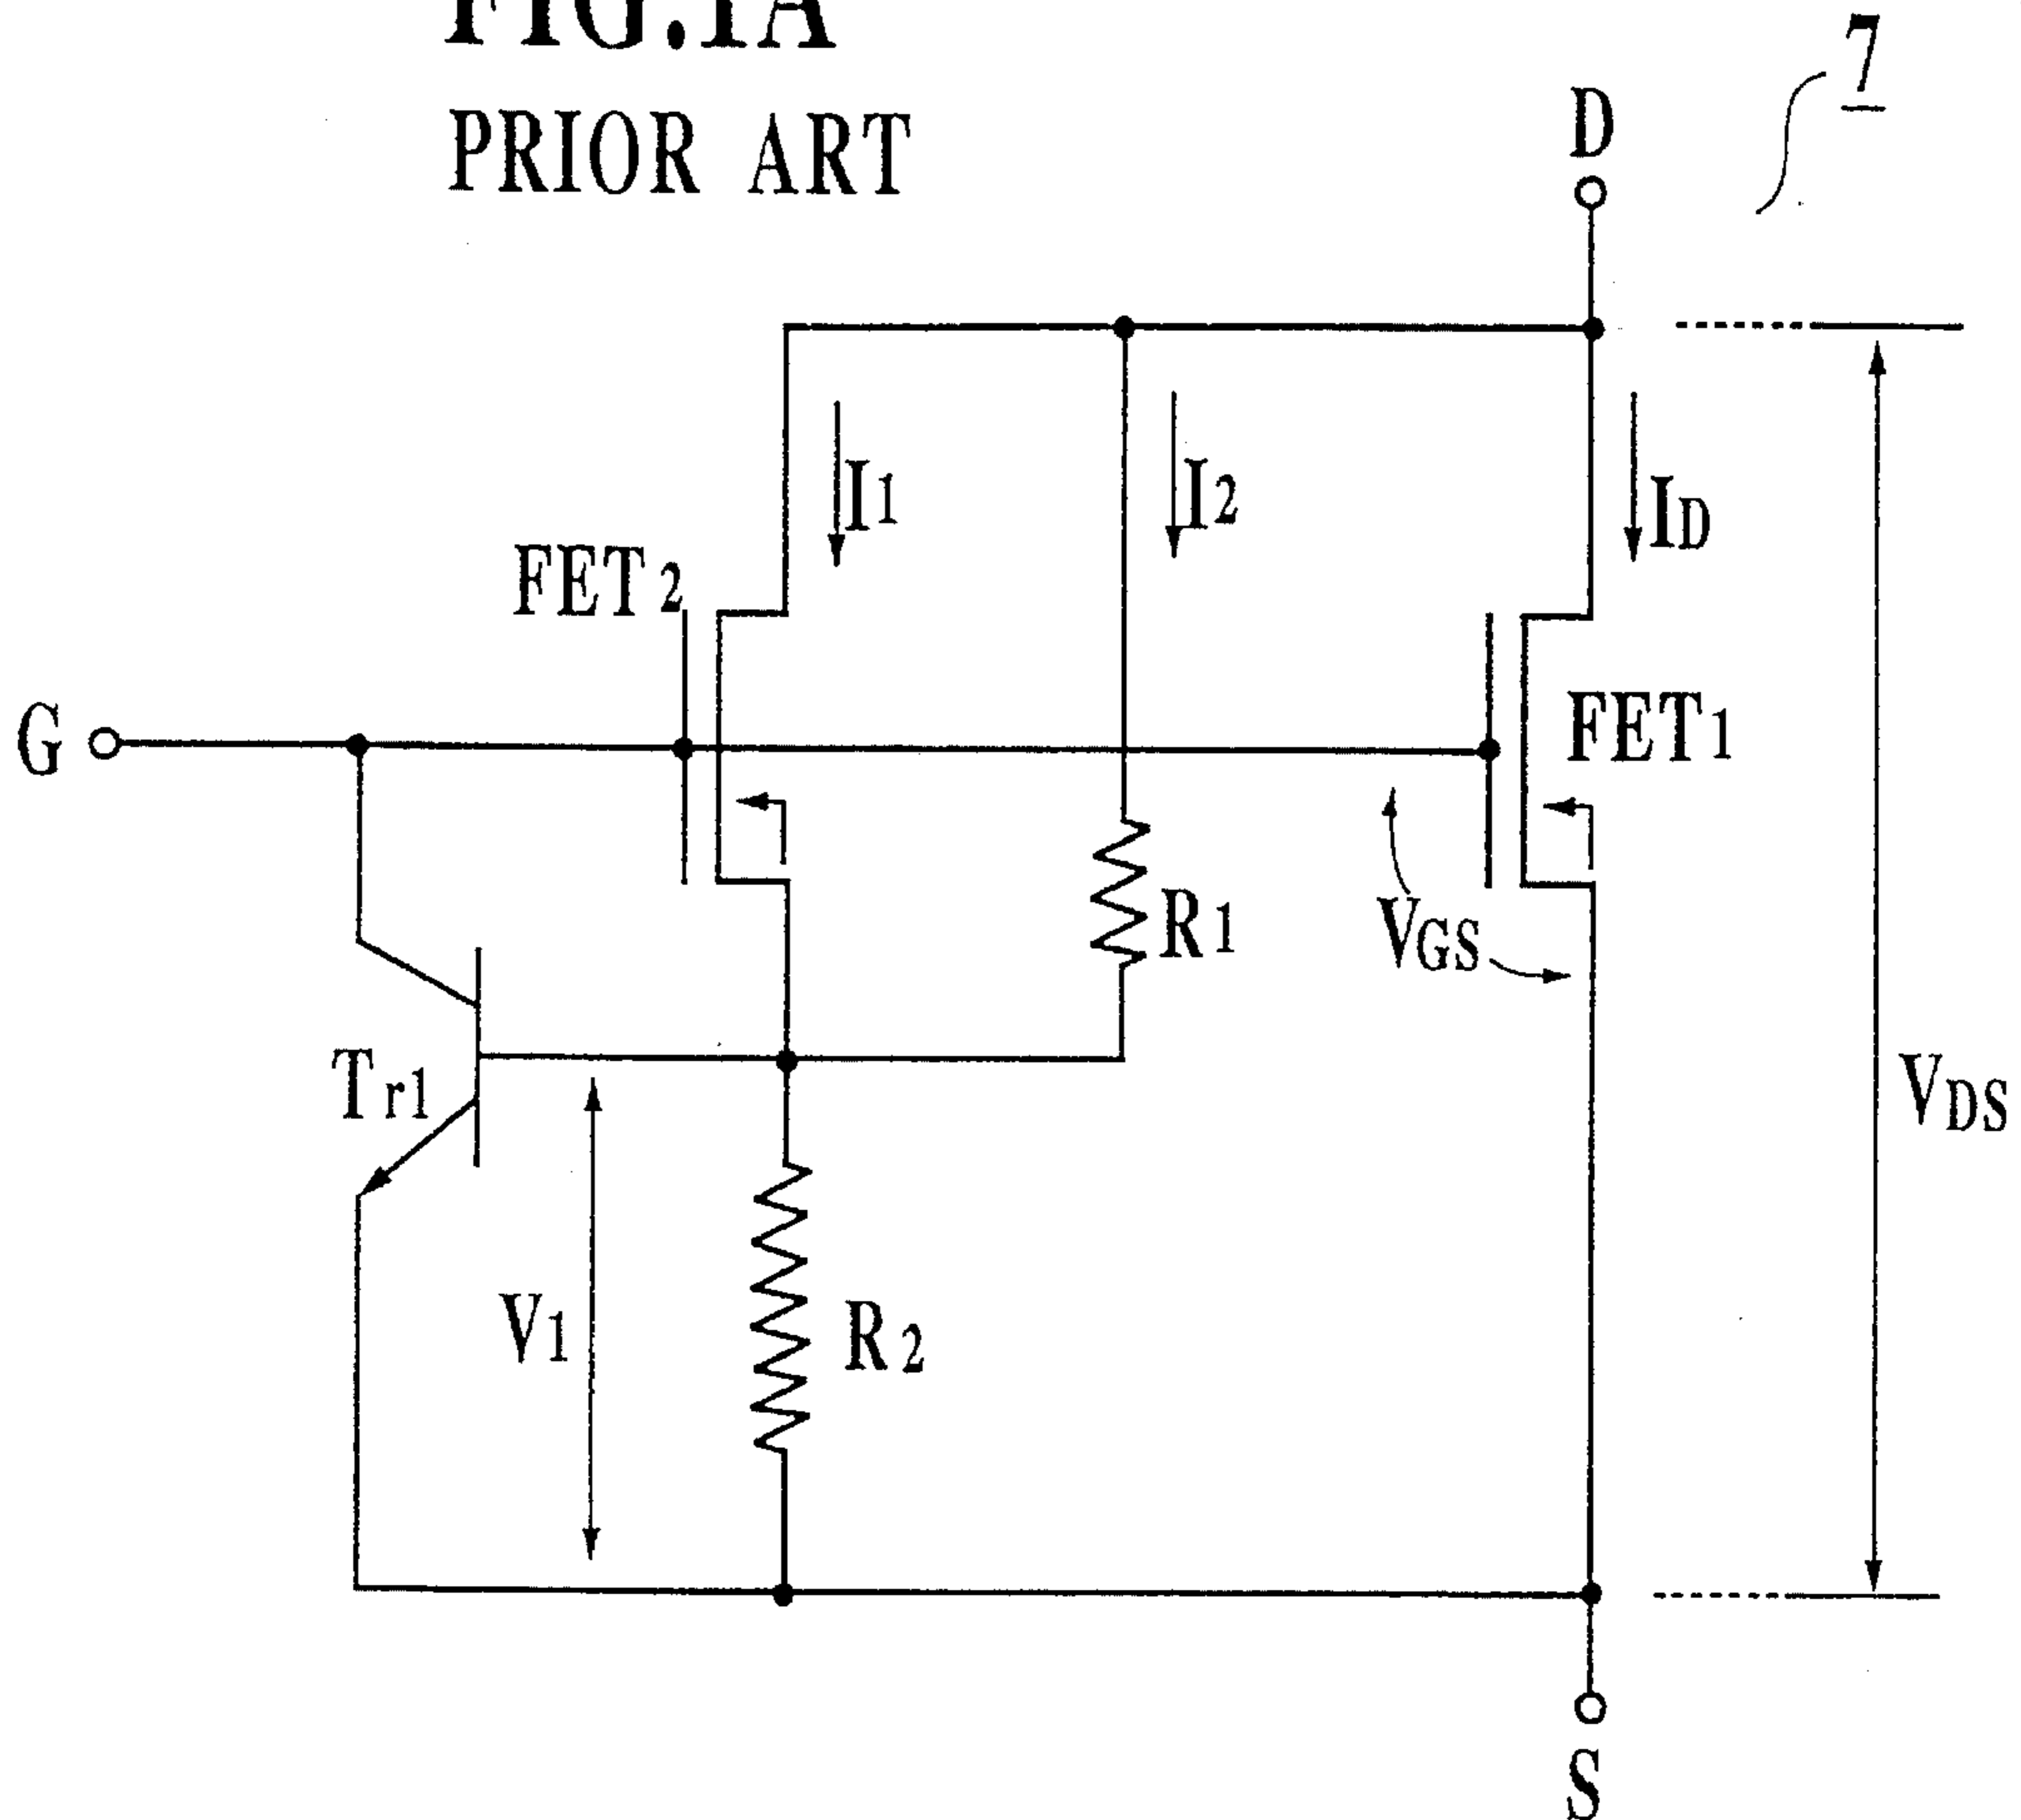 FIG.1A
PRIOR ART
7
D
I1
I2
ID
FET2
G
FET1
R1
VGS
Tr1
VDS
V1
R2
S